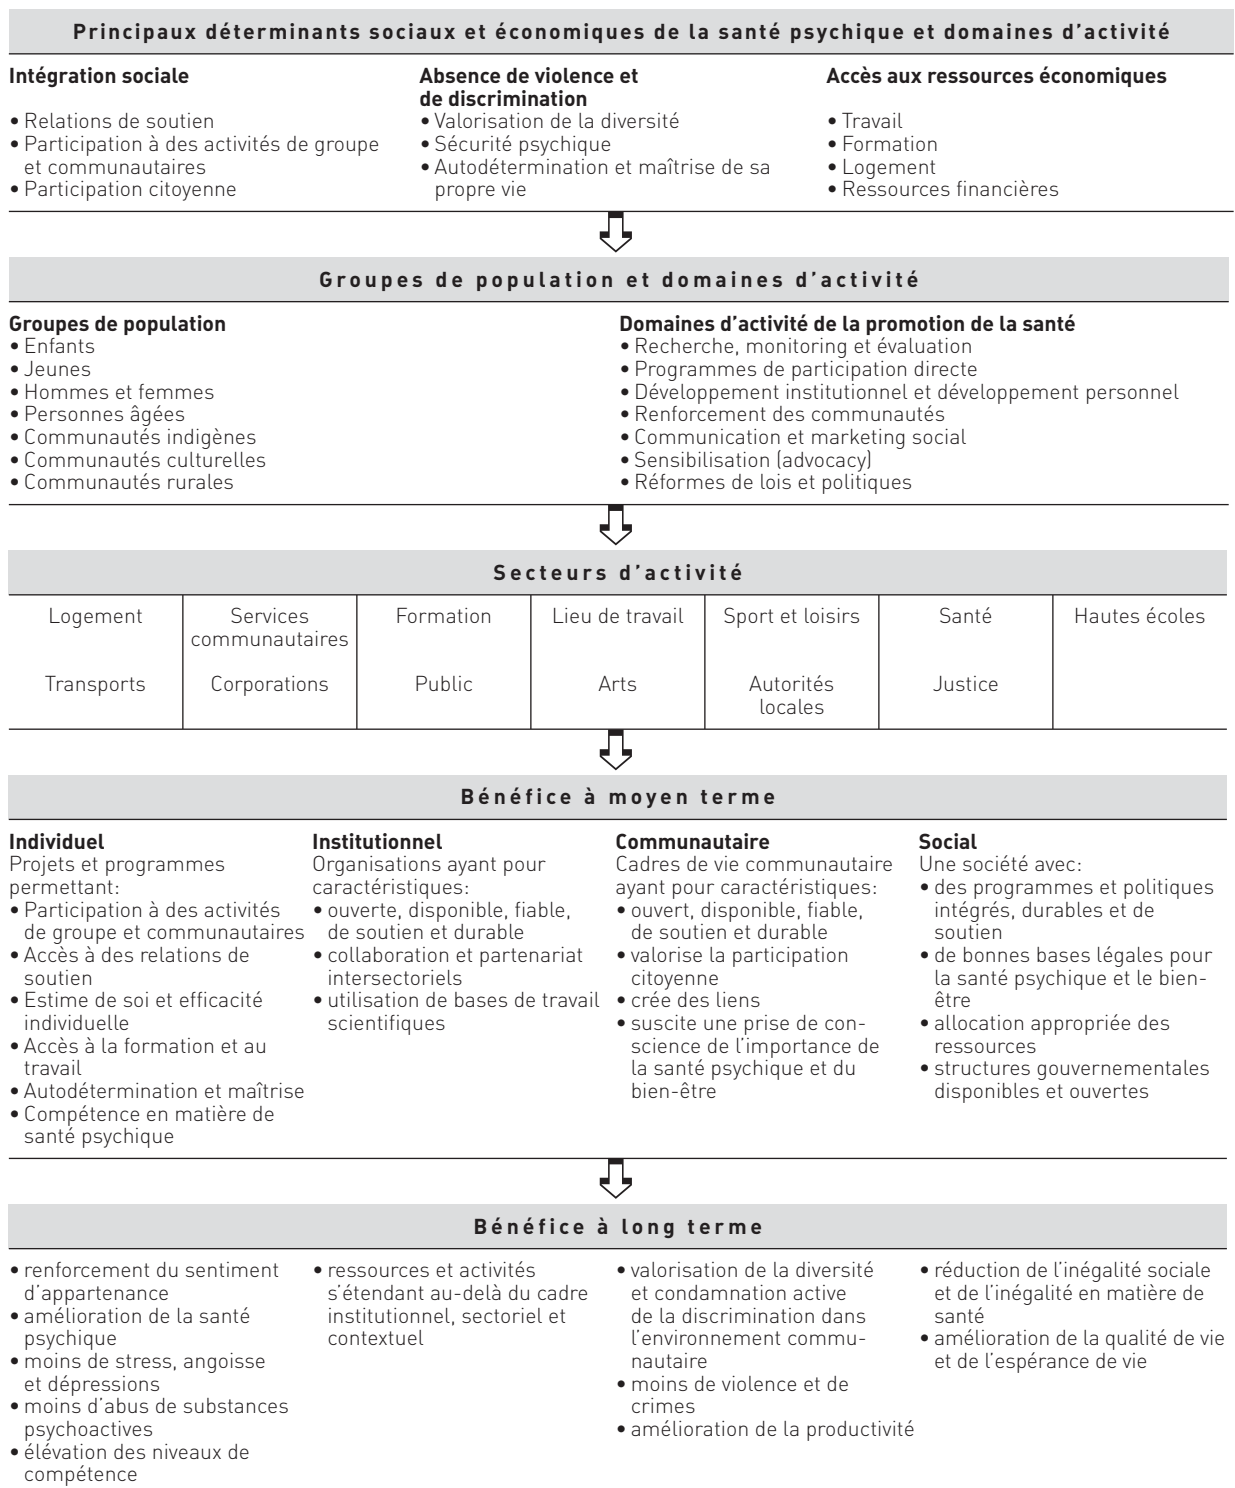 Principaux déterminants sociaux et économiques de la santé psychique et domaines d'activité
Intégration sociale
• Relations de soutien
• Participation à des activités de groupe
et communautaires
• Participation citoyenne
Absence de violence et
de discrimination
• Valorisation de la diversité
• Sécurité psychique
• Autodétermination et maîtrise de sa
propre vie
Accès aux ressources économiques
• Travail
• Formation
• Logement
• Ressources financières
Groupes de population et domaines d'activité
Groupes de population
• Enfants
• Jeunes
• Hommes et femmes
• Personnes âgées
• Communautés indigènes
• Communautés culturelles
• Communautés rurales
Domaines d'activité de la promotion de la santé
• Recherche, monitoring et évaluation
• Programmes de participation directe
• Développement institutionnel et développement personnel
• Renforcement des communautés
• Communication et marketing social
• Sensibilisation (advocacy)
• Réformes de lois et politiques
Secteurs d'activité
Logement
Transports
Services
communautaires
Corporations
Formation
Public
Lieu de travail
Arts
Sport et loisirs
Autorités
locales
Santé
Justice
Hautes écoles
Bénéfice à moyen terme
Individuel
Projets et programmes
permettant:
• Participation à des activités
de groupe et communautaires
• Accès à des relations de
soutien
• Estime de soi et efficacité
individuelle
• Accès à la formation et au
travail
• Autodétermination et maîtrise
• Compétence en matière de
santé psychique
Institutionnel
Organisations ayant pour
caractéristiques:
• ouverte, disponible, fiable,
de soutien et durable
• collaboration et partenariat
intersectoriels
• utilisation de bases de travail
scientifiques
Communautaire
Cadres de vie communautaire
ayant pour caractéristiques:
• ouvert, disponible, fiable,
de soutien et durable
• valorise la participation
citoyenne
• crée des liens
• suscite une prise de con-
science de l'importance de
la santé psychique et du
bien-être
Social
Une société avec:
• des programmes et politiques
intégrés, durables et de
soutien
• de bonnes bases légales pour
la santé psychique et le bien-
être
• allocation appropriée des
ressources
• structures gouvernementales
disponibles et ouvertes
Bénéfice à long terme
• renforcement du sentiment
d'appartenance
• amélioration de la santé
psychique
• moins de stress, angoisse
et dépressions
• moins d'abus de substances
psychoactives
• élévation des niveaux de
compétence
• ressources et activités
s'étendant au-delà du cadre
institutionnel, sectoriel et
contextuel
• valorisation de la diversité
et condamnation active
de la discrimination dans
l'environnement commu-
nautaire
• moins de violence et de
crimes
• amélioration de la productivité
• réduction de l'inégalité sociale
et de l'inégalité en matière de
santé
• amélioration de la qualité de vie
et de l'espérance de vie